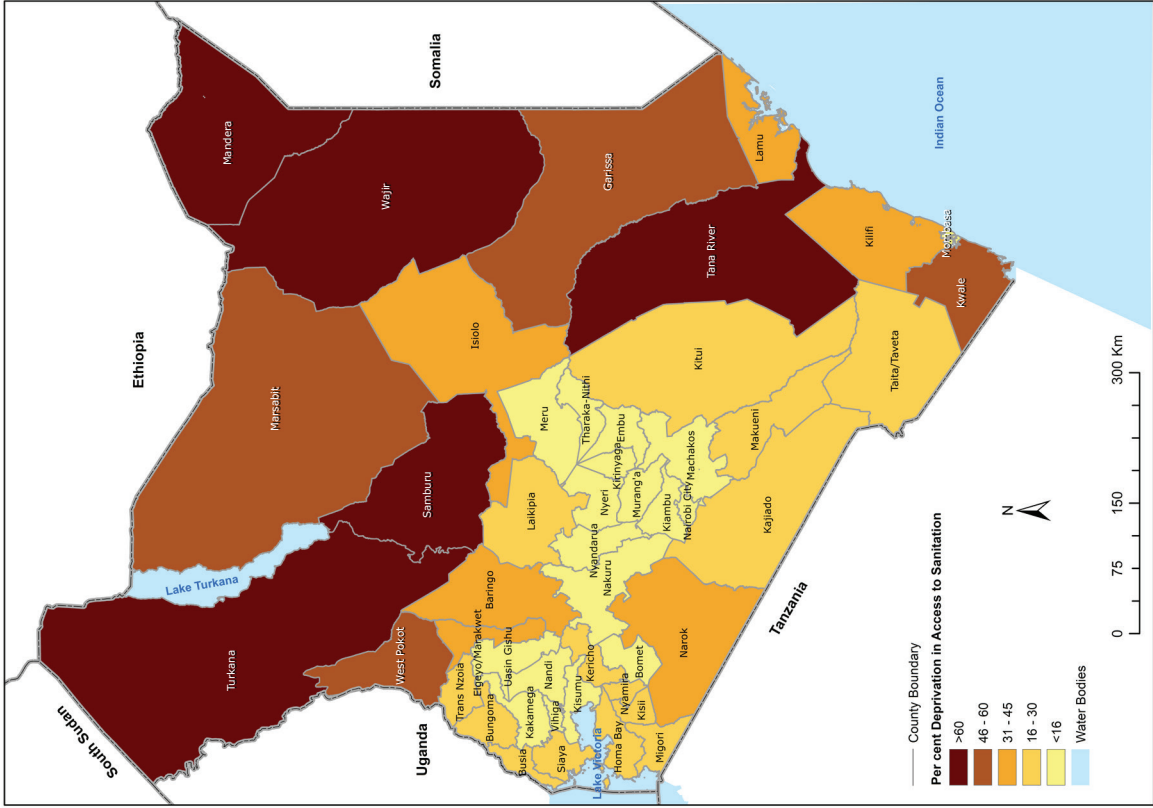 Ethiopia
South Sudan
Somalia
Uganda
Tanzania
Indian Ocean
Lake Turkana
Lake Victoria
Mandera
Wajir
Marsabit
Turkana
Samburu
Isiolo
Garissa
Lamu
Tana River
Kilifi
Mombasa
Kwale
Taita/Taveta
Kitui
Makueni
Kajiado
Machakos
Nairobi City
Kiambu
Murang'a
Kirinyaga
Embu
Tharaka-Nithi
Meru
Nyeri
Laikipia
Nyandarua
Nakuru
Narok
Baringo
West Pokot
Elgeyo/Marakwet
Trans Nzoia
Uasin Gishu
Bungoma
Kakamega
Nandi
Vihiga
Busia
Siaya
Kisumu
Kericho
Bomet
Nyamira
Kisii
Homa Bay
Migori
N
0 75 150 300 Km
County Boundary
Per cent Deprivation in Access to Sanitation
>60
46 - 60
31 - 45
16 - 30
<16
Water Bodies